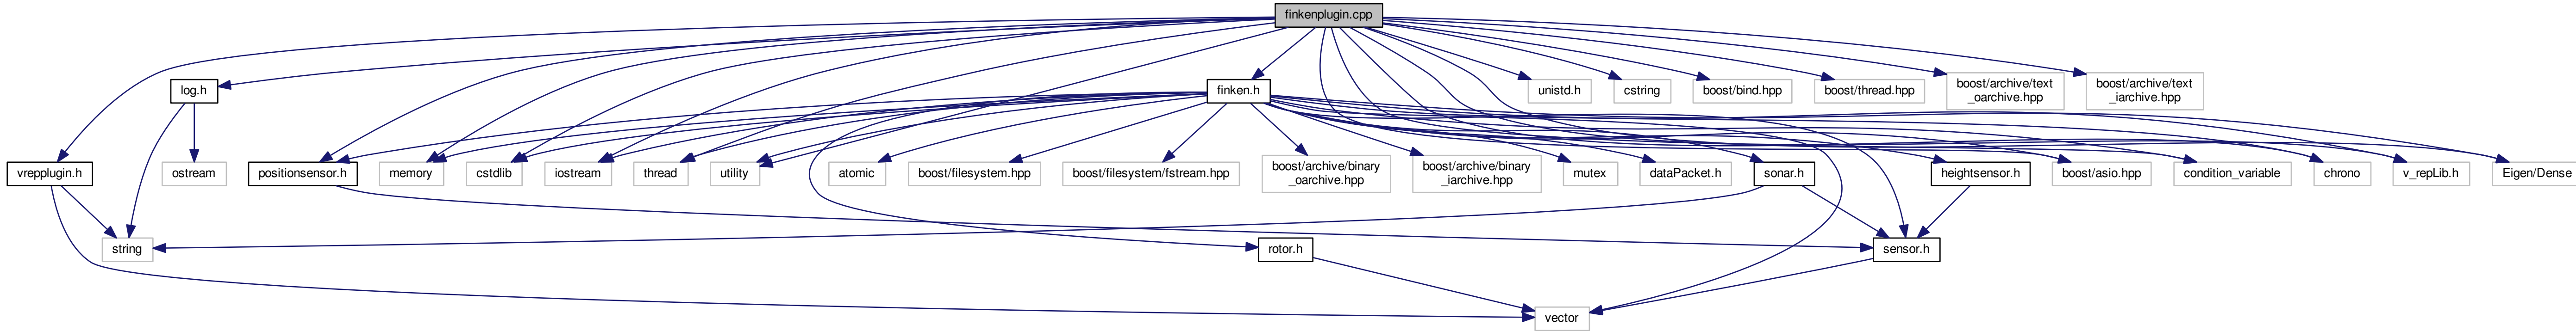 finkenplugin.cpp
log.h
finken.h
unistd.h
cstring
boost/bind.hpp
boost/thread.hpp
boost/archive/text
_oarchive.hpp
boost/archive/text
_iarchive.hpp
vrepplugin.h
ostream
positionsensor.h
memory
cstdlib
iostream
thread
utility
atomic
boost/filesystem.hpp
boost/filesystem/fstream.hpp
boost/archive/binary
_oarchive.hpp
boost/archive/binary
_iarchive.hpp
mutex
dataPacket.h
sonar.h
heightsensor.h
boost/asio.hpp
condition_variable
chrono
v_repLib.h
Eigen/Dense
string
rotor.h
sensor.h
vector